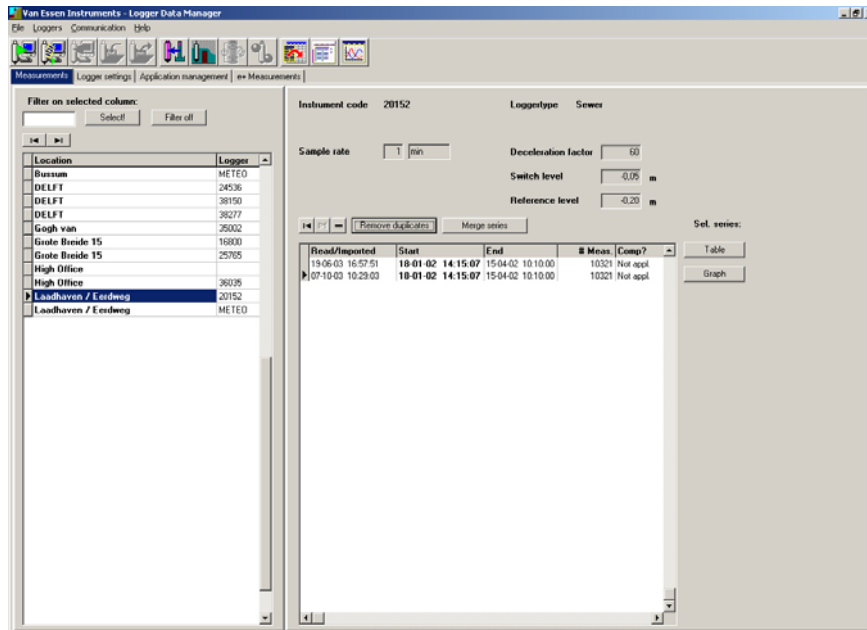 Van Essen Instruments - Logger Data Manager
File Loggers Communication Help
Measurements Logger settings Application management e+ Measurements
Filter on selected column:
Select! Filter off
Location Logger
Bussum METEO
DELFT 24536
DELFT 38150
DELFT 38277
Gogh van 35002
Grote Breide 15 16800
Grote Breide 15 25765
High Office
High Office 36035
Laadhaven / Eerdweg 20152
Laadhaven / Eerdweg METEO
Instrument code 20152 Loggertype Sewer
Sample rate 1 min Deceleration factor 60
Switch level -0,05 m
Reference level -0,20 m
Remove duplicates Merge series Sel. series:
Read/Imported Start End # Meas. Comp?
19-06-03 16:57:51 18-01-02 14:15:07 15-04-02 10:10:00 10321 Not appl.
07-10-03 10:29:03 18-01-02 14:15:07 15-04-02 10:10:00 10321 Not appl.
Table
Graph